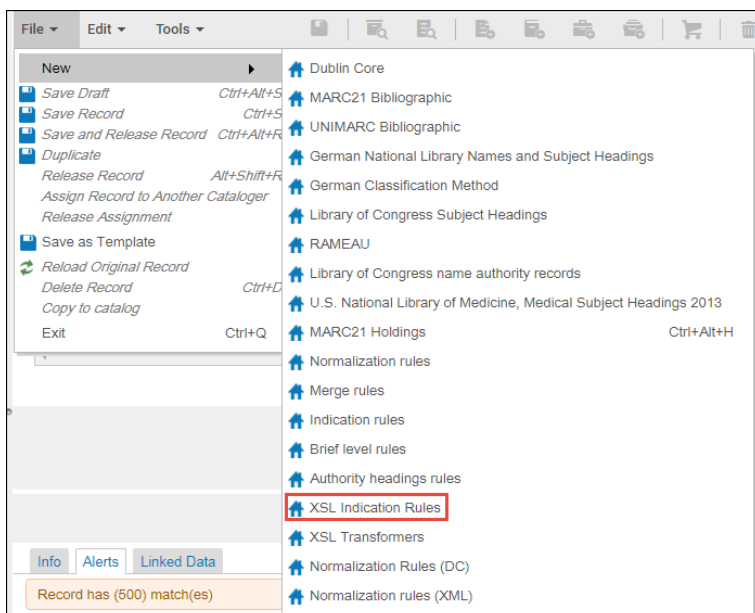 File Edit Tools
New
Save Draft Ctrl+Alt+S
Save Record Ctrl+S
Save and Release Record Ctrl+Alt+R
Duplicate
Release Record Alt+Shift+R
Assign Record to Another Cataloger
Release Assignment
Save as Template
Reload Original Record
Delete Record Ctrl+D
Copy to catalog
Exit Ctrl+Q
Dublin Core
MARC21 Bibliographic
UNIMARC Bibliographic
German National Library Names and Subject Headings
German Classification Method
Library of Congress Subject Headings
RAMEAU
Library of Congress name authority records
U.S. National Library of Medicine, Medical Subject Headings 2013
MARC21 Holdings Ctrl+Alt+H
Normalization rules
Merge rules
Indication rules
Brief level rules
Authority headings rules
XSL Indication Rules
XSL Transformers
Normalization Rules (DC)
Normalization rules (XML)
Info Alerts Linked Data
Record has (500) match(es)